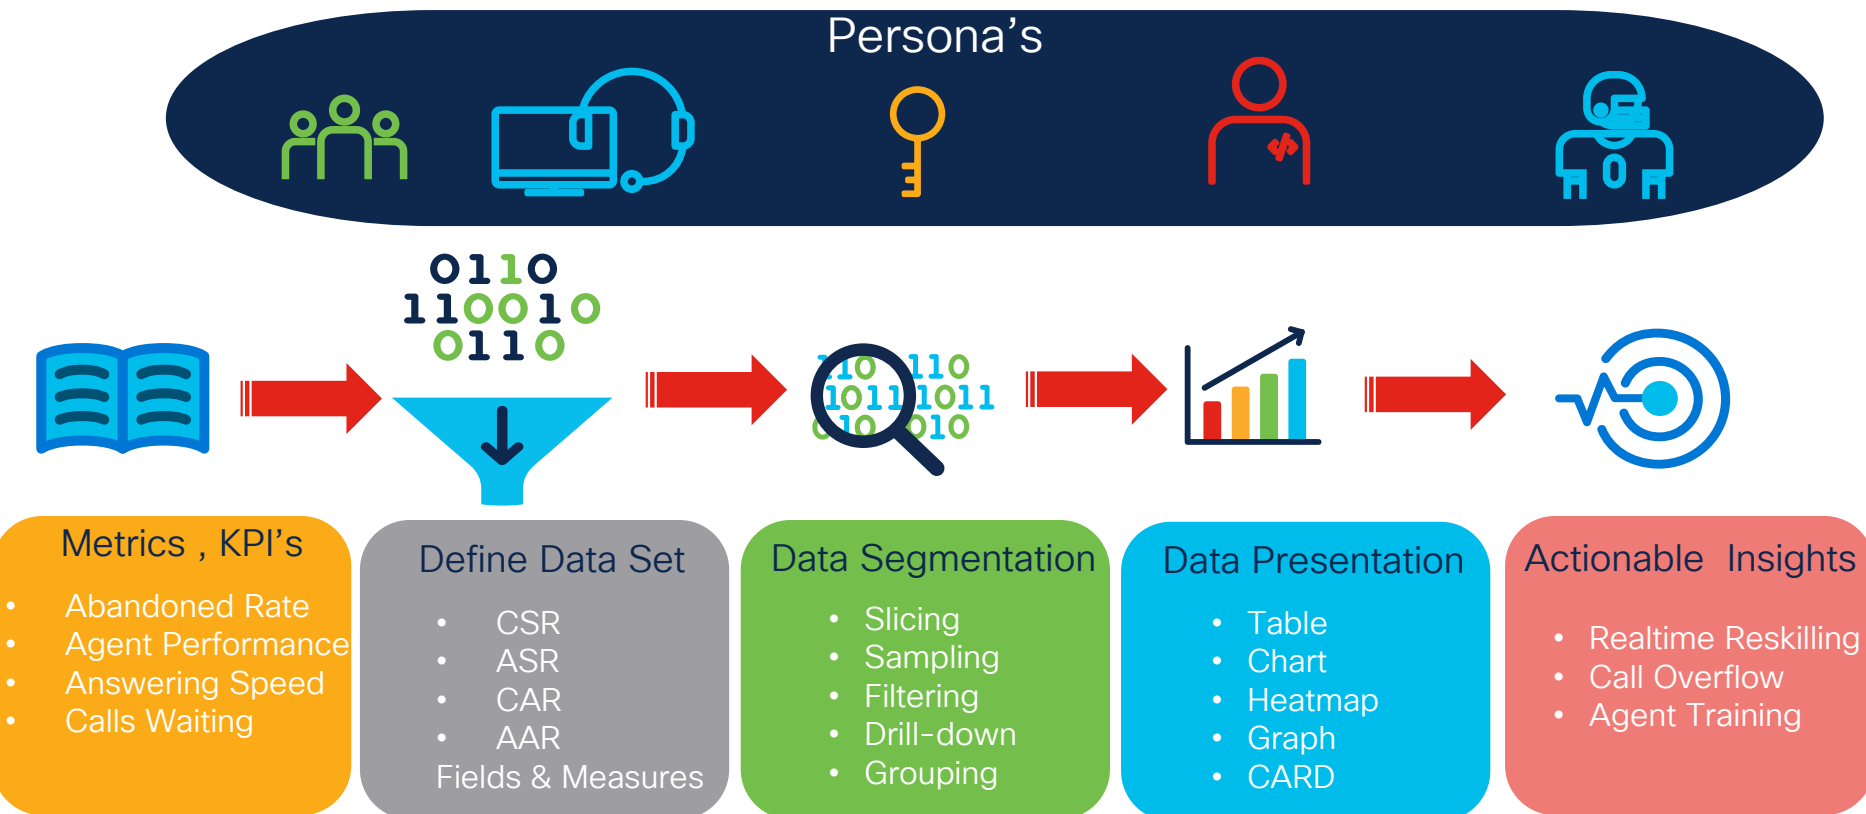 Persona's
0110
110010
0110
110 110
1011 1011
010 010
Metrics , KPI's
• Abandoned Rate
• Agent Performance
• Answering Speed
• Calls Waiting
Define Data Set
• CSR
• ASR
• CAR
• AAR
Fields & Measures
Data Segmentation
• Slicing
• Sampling
• Filtering
• Drill-down
• Grouping
Data Presentation
• Table
• Chart
• Heatmap
• Graph
• CARD
Actionable Insights
• Realtime Reskilling
• Call Overflow
• Agent Training